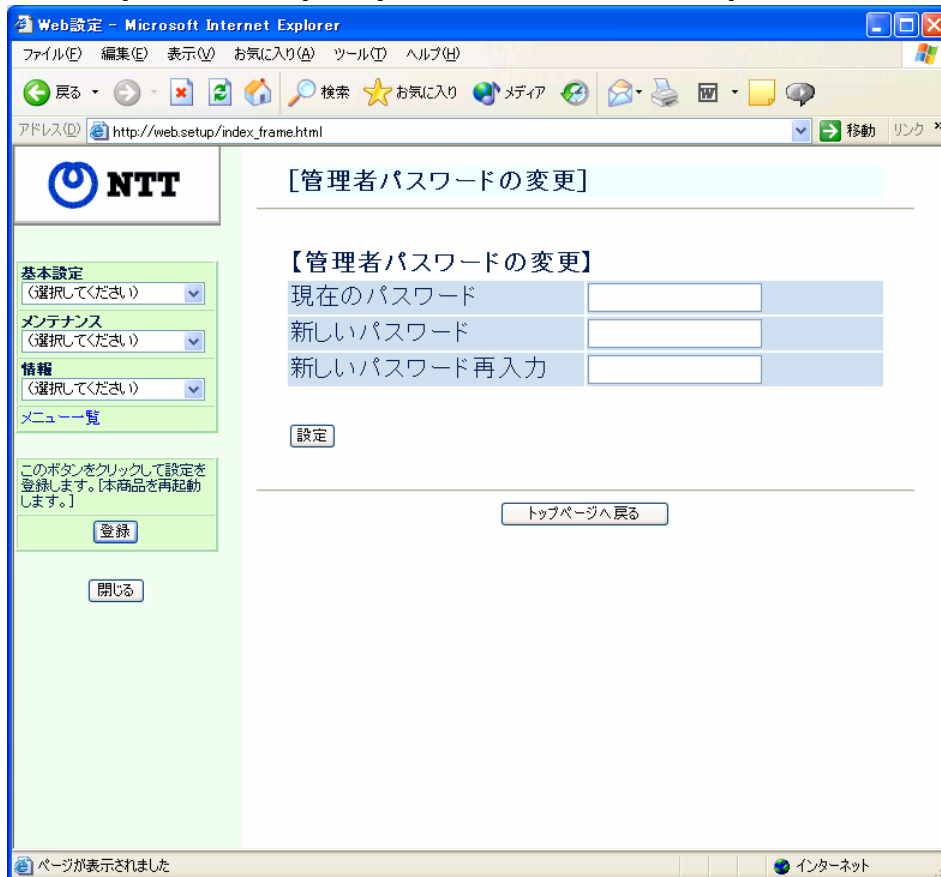 Web設定 - Microsoft Internet Explorer
ファイル(F) 編集(E) 表示(V) お気に入り(A) ツール(T) ヘルプ(H)
戻る 検索 お気に入り メディア
アドレス(D) http://web.setup/index_frame.html 移動 リンク »
NTT
[管理者パスワードの変更]
基本設定
(選択してください)
メンテナンス
(選択してください)
情報
(選択してください)
メニュー一覧
このボタンをクリックして設定を
登録します。[本商品を再起動
します。]
登録
閉じる
【管理者パスワードの変更】
現在のパスワード
新しいパスワード
新しいパスワード再入力
設定
トップページへ戻る
ページが表示されました インターネット